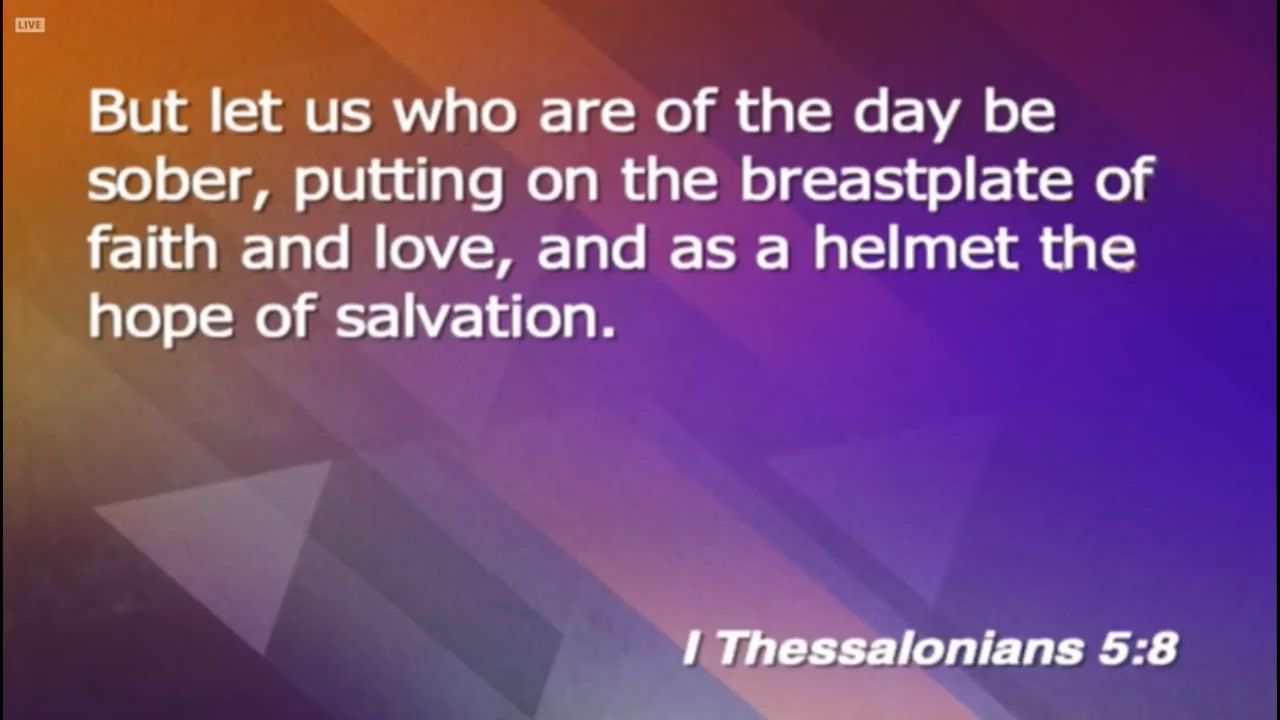 LIVE
But let us who are of the day be
sober, putting on the breastplate of
faith and love, and as a helmet the
hope of salvation.
I Thessalonians 5:8